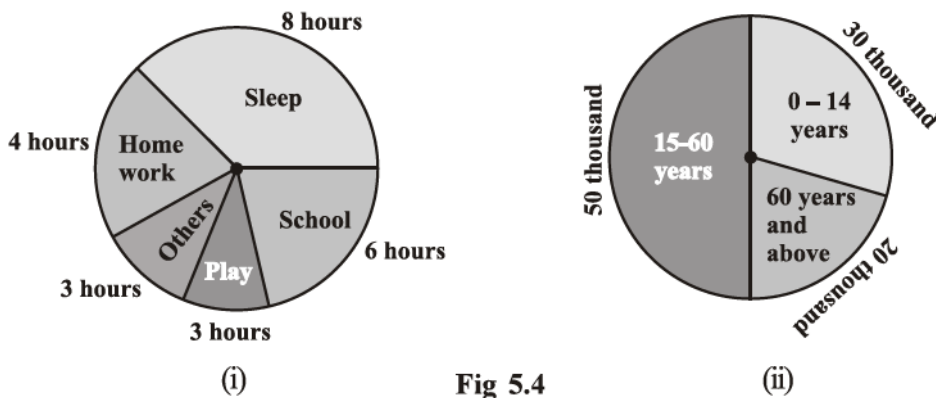 8 hours
Sleep
4 hours
Home
work
Others
School
Play
6 hours
3 hours
3 hours
(i)
30 thousand
0 – 14
years
50 thousand
15-60
years
60 years
and
above
20 thousand
(ii)
Fig 5.4